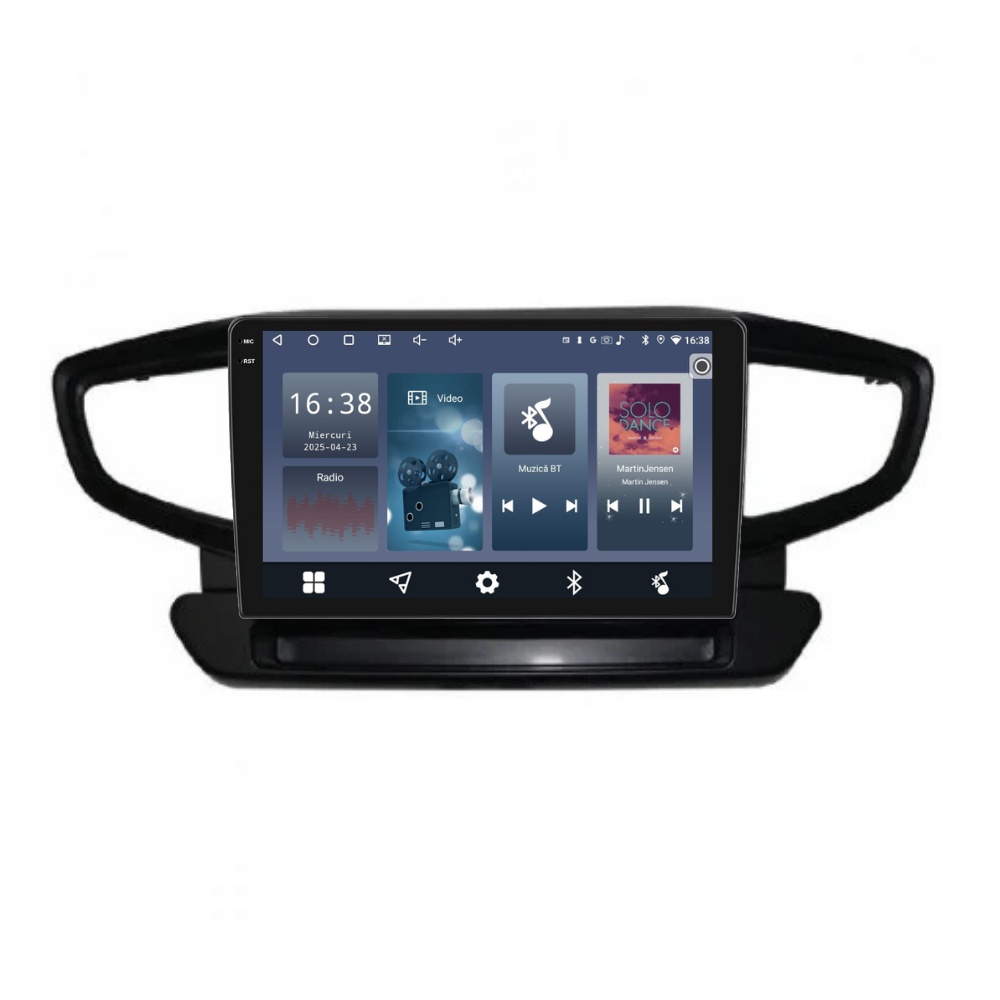 MIC
RST
16:38
16:38
Miercuri
2025-04-23
Radio
Video
Muzică BT
SOLO
DANCE
MartinJensen
Martin Jensen